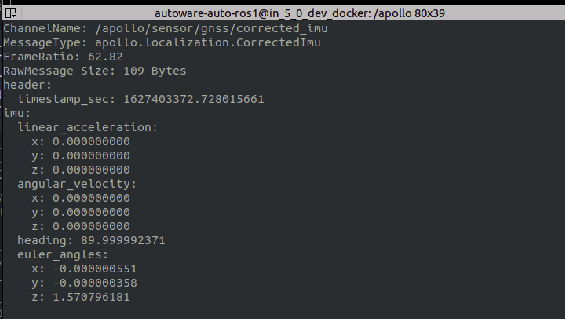 autoware-auto-ros1@in_5_0_dev_docker: /apollo 80x39
ChannelName: /apollo/sensor/gnss/corrected_imu
MessageType: apollo.localization.CorrectedImu
FrameRatio: 62.82
RawMessage Size: 109 Bytes
header:
  timestamp_sec: 1627403372.728015661
imu:
  linear_acceleration:
    x: 0.000000000
    y: 0.000000000
    z: 0.000000000
  angular_velocity:
    x: 0.000000000
    y: 0.000000000
    z: 0.000000000
  heading: 89.999992371
  euler_angles:
    x: -0.000000551
    y: -0.000000358
    z: 1.570796181